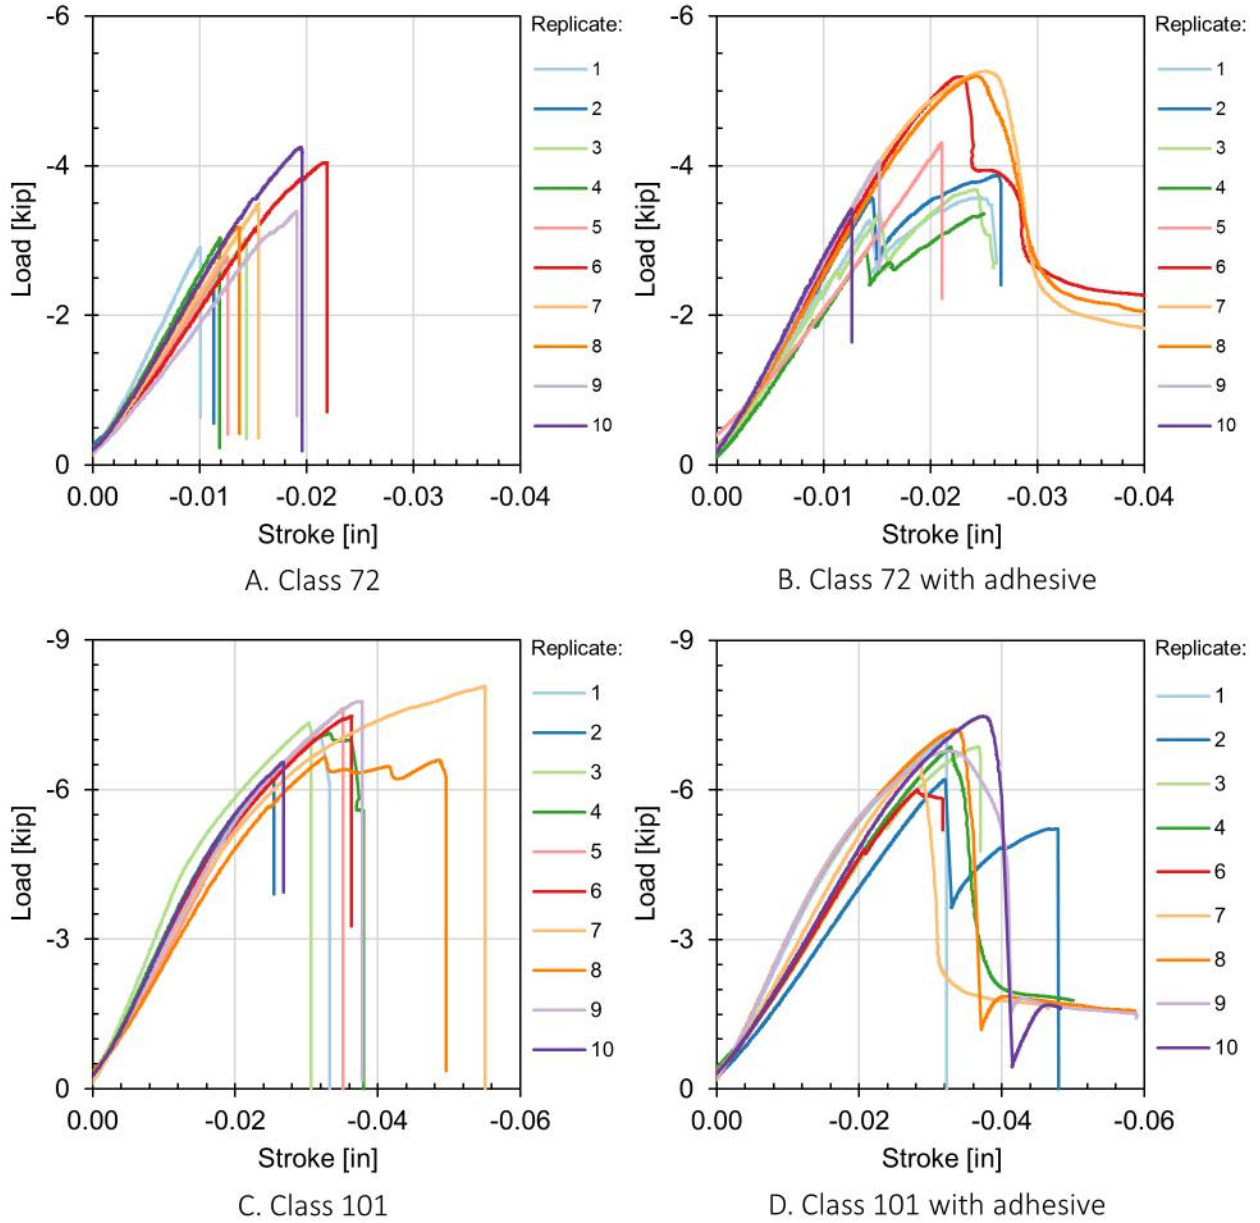 -6
-4
-2
0
Load [kip]
0.00 -0.01 -0.02 -0.03 -0.04
Stroke [in]
Replicate:
1
2
3
4
5
6
7
8
9
10
A. Class 72
-6
-4
-2
0
Load [kip]
0.00 -0.01 -0.02 -0.03 -0.04
Stroke [in]
Replicate:
1
2
3
4
5
6
7
8
9
10
B. Class 72 with adhesive
-9
-6
-3
0
Load [kip]
0.00 -0.02 -0.04 -0.06
Stroke [in]
Replicate:
1
2
3
4
5
6
7
8
9
10
C. Class 101
-9
-6
-3
0
Load [kip]
0.00 -0.02 -0.04 -0.06
Stroke [in]
Replicate:
1
2
3
4
6
7
8
9
10
D. Class 101 with adhesive